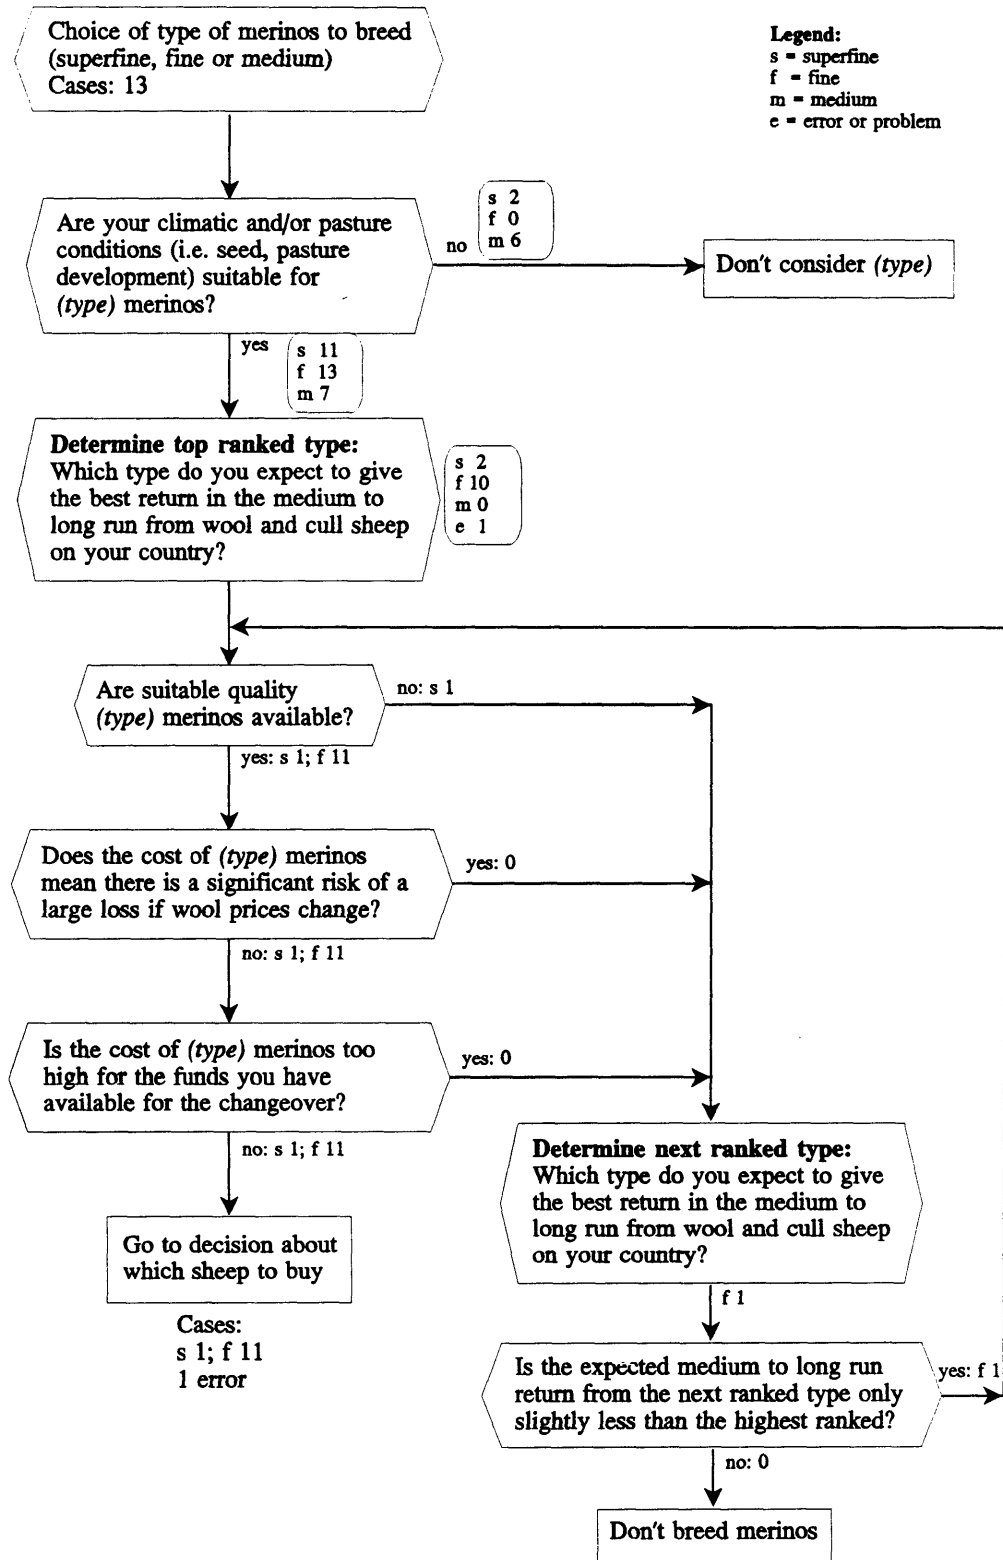 Choice of type of merinos to breed
(superfine, fine or medium)
Cases: 13
Legend:
s = superfine
f = fine
m = medium
e = error or problem
Are your climatic and/or pasture
conditions (i.e. seed, pasture
development) suitable for
(type) merinos?
no
s 2
f 0
m 6
Don't consider (type)
yes
s 11
f 13
m 7
Determine top ranked type:
Which type do you expect to give
the best return in the medium to
long run from wool and cull sheep
on your country?
s 2
f 10
m 0
e 1
Are suitable quality
(type) merinos available?
no: s 1
yes: s 1; f 11
Does the cost of (type) merinos
mean there is a significant risk of a
large loss if wool prices change?
yes: 0
no: s 1; f 11
Is the cost of (type) merinos too
high for the funds you have
available for the changeover?
yes: 0
no: s 1; f 11
Go to decision about
which sheep to buy
Cases:
s 1; f 11
1 error
Determine next ranked type:
Which type do you expect to give
the best return in the medium to
long run from wool and cull sheep
on your country?
f 1
Is the expected medium to long run
return from the next ranked type only
slightly less than the highest ranked?
yes: f 1
no: 0
Don't breed merinos